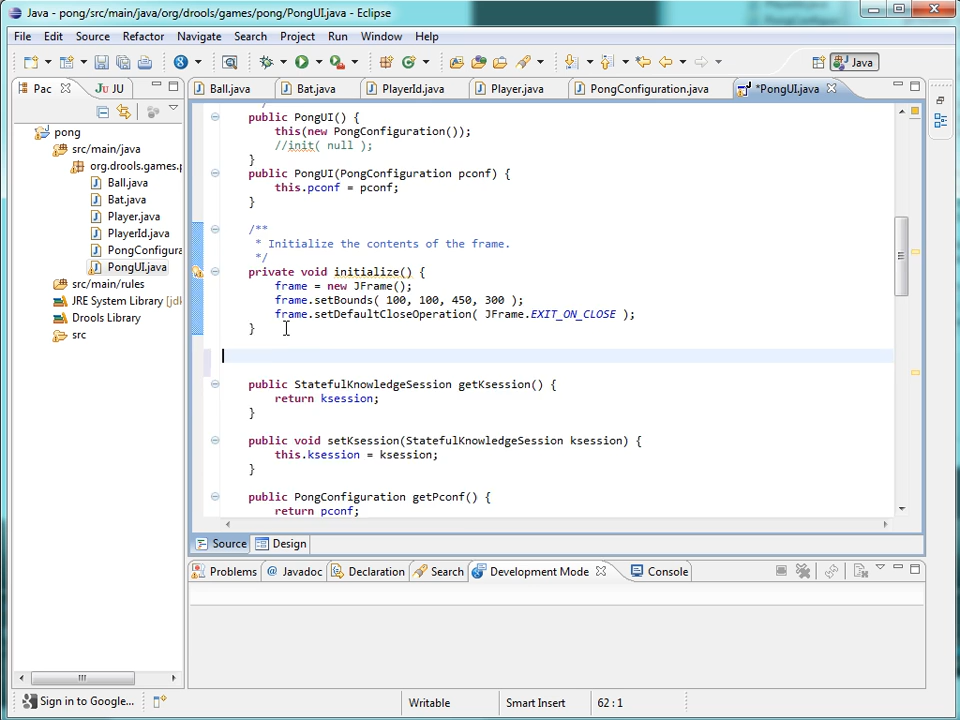 Java - pong/src/main/java/org/drools/games/pong/PongUI.java - Eclipse
File Edit Source Refactor Navigate Search Project Run Window Help
Java
Pac JU Ball.java Bat.java PlayerId.java Player.java PongConfiguration.java *PongUI.java
pong
src/main/java
org.drools.games.p
Ball.java
Bat.java
Player.java
PlayerId.java
PongConfigura
PongUI.java
src/main/rules
JRE System Library [jd
Drools Library
src
public PongUI() {
this(new PongConfiguration());
//init( null );
}
public PongUI(PongConfiguration pconf) {
this.pconf = pconf;
}
/**
* Initialize the contents of the frame.
*/
private void initialize() {
frame = new JFrame();
frame.setBounds( 100, 100, 450, 300 );
frame.setDefaultCloseOperation( JFrame.EXIT_ON_CLOSE );
}
public StatefulKnowledgeSession getKsession() {
return ksession;
}
public void setKsession(StatefulKnowledgeSession ksession) {
this.ksession = ksession;
}
public PongConfiguration getPconf() {
return pconf;
Source Design
Problems @ Javadoc Declaration Search Development Mode Console
Sign in to Google... Writable Smart Insert 62 : 1